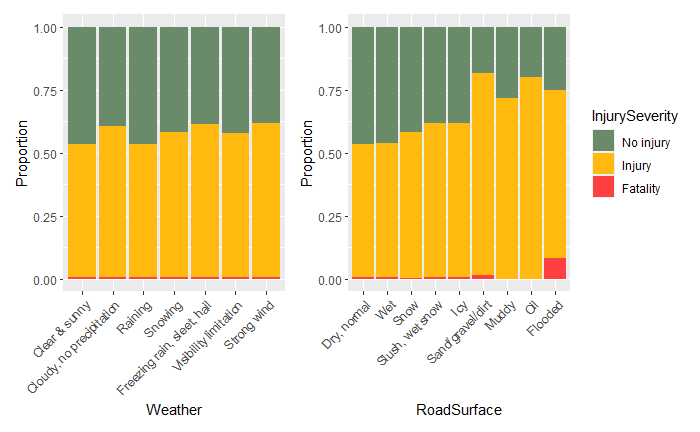 Proportion
1.00
0.75
0.50
0.25
0.00
Clear & sunny
Cloudy, no precipitation
Raining
Snowing
Freezing rain, sleet, hail
Visibility limitation
Strong wind
Weather
Proportion
1.00
0.75
0.50
0.25
0.00
Dry, normal
Wet
Snow
Slush, wet snow
Icy
Sand/gravel/dirt
Muddy
Oil
Flooded
RoadSurface
InjurySeverity
No injury
Injury
Fatality